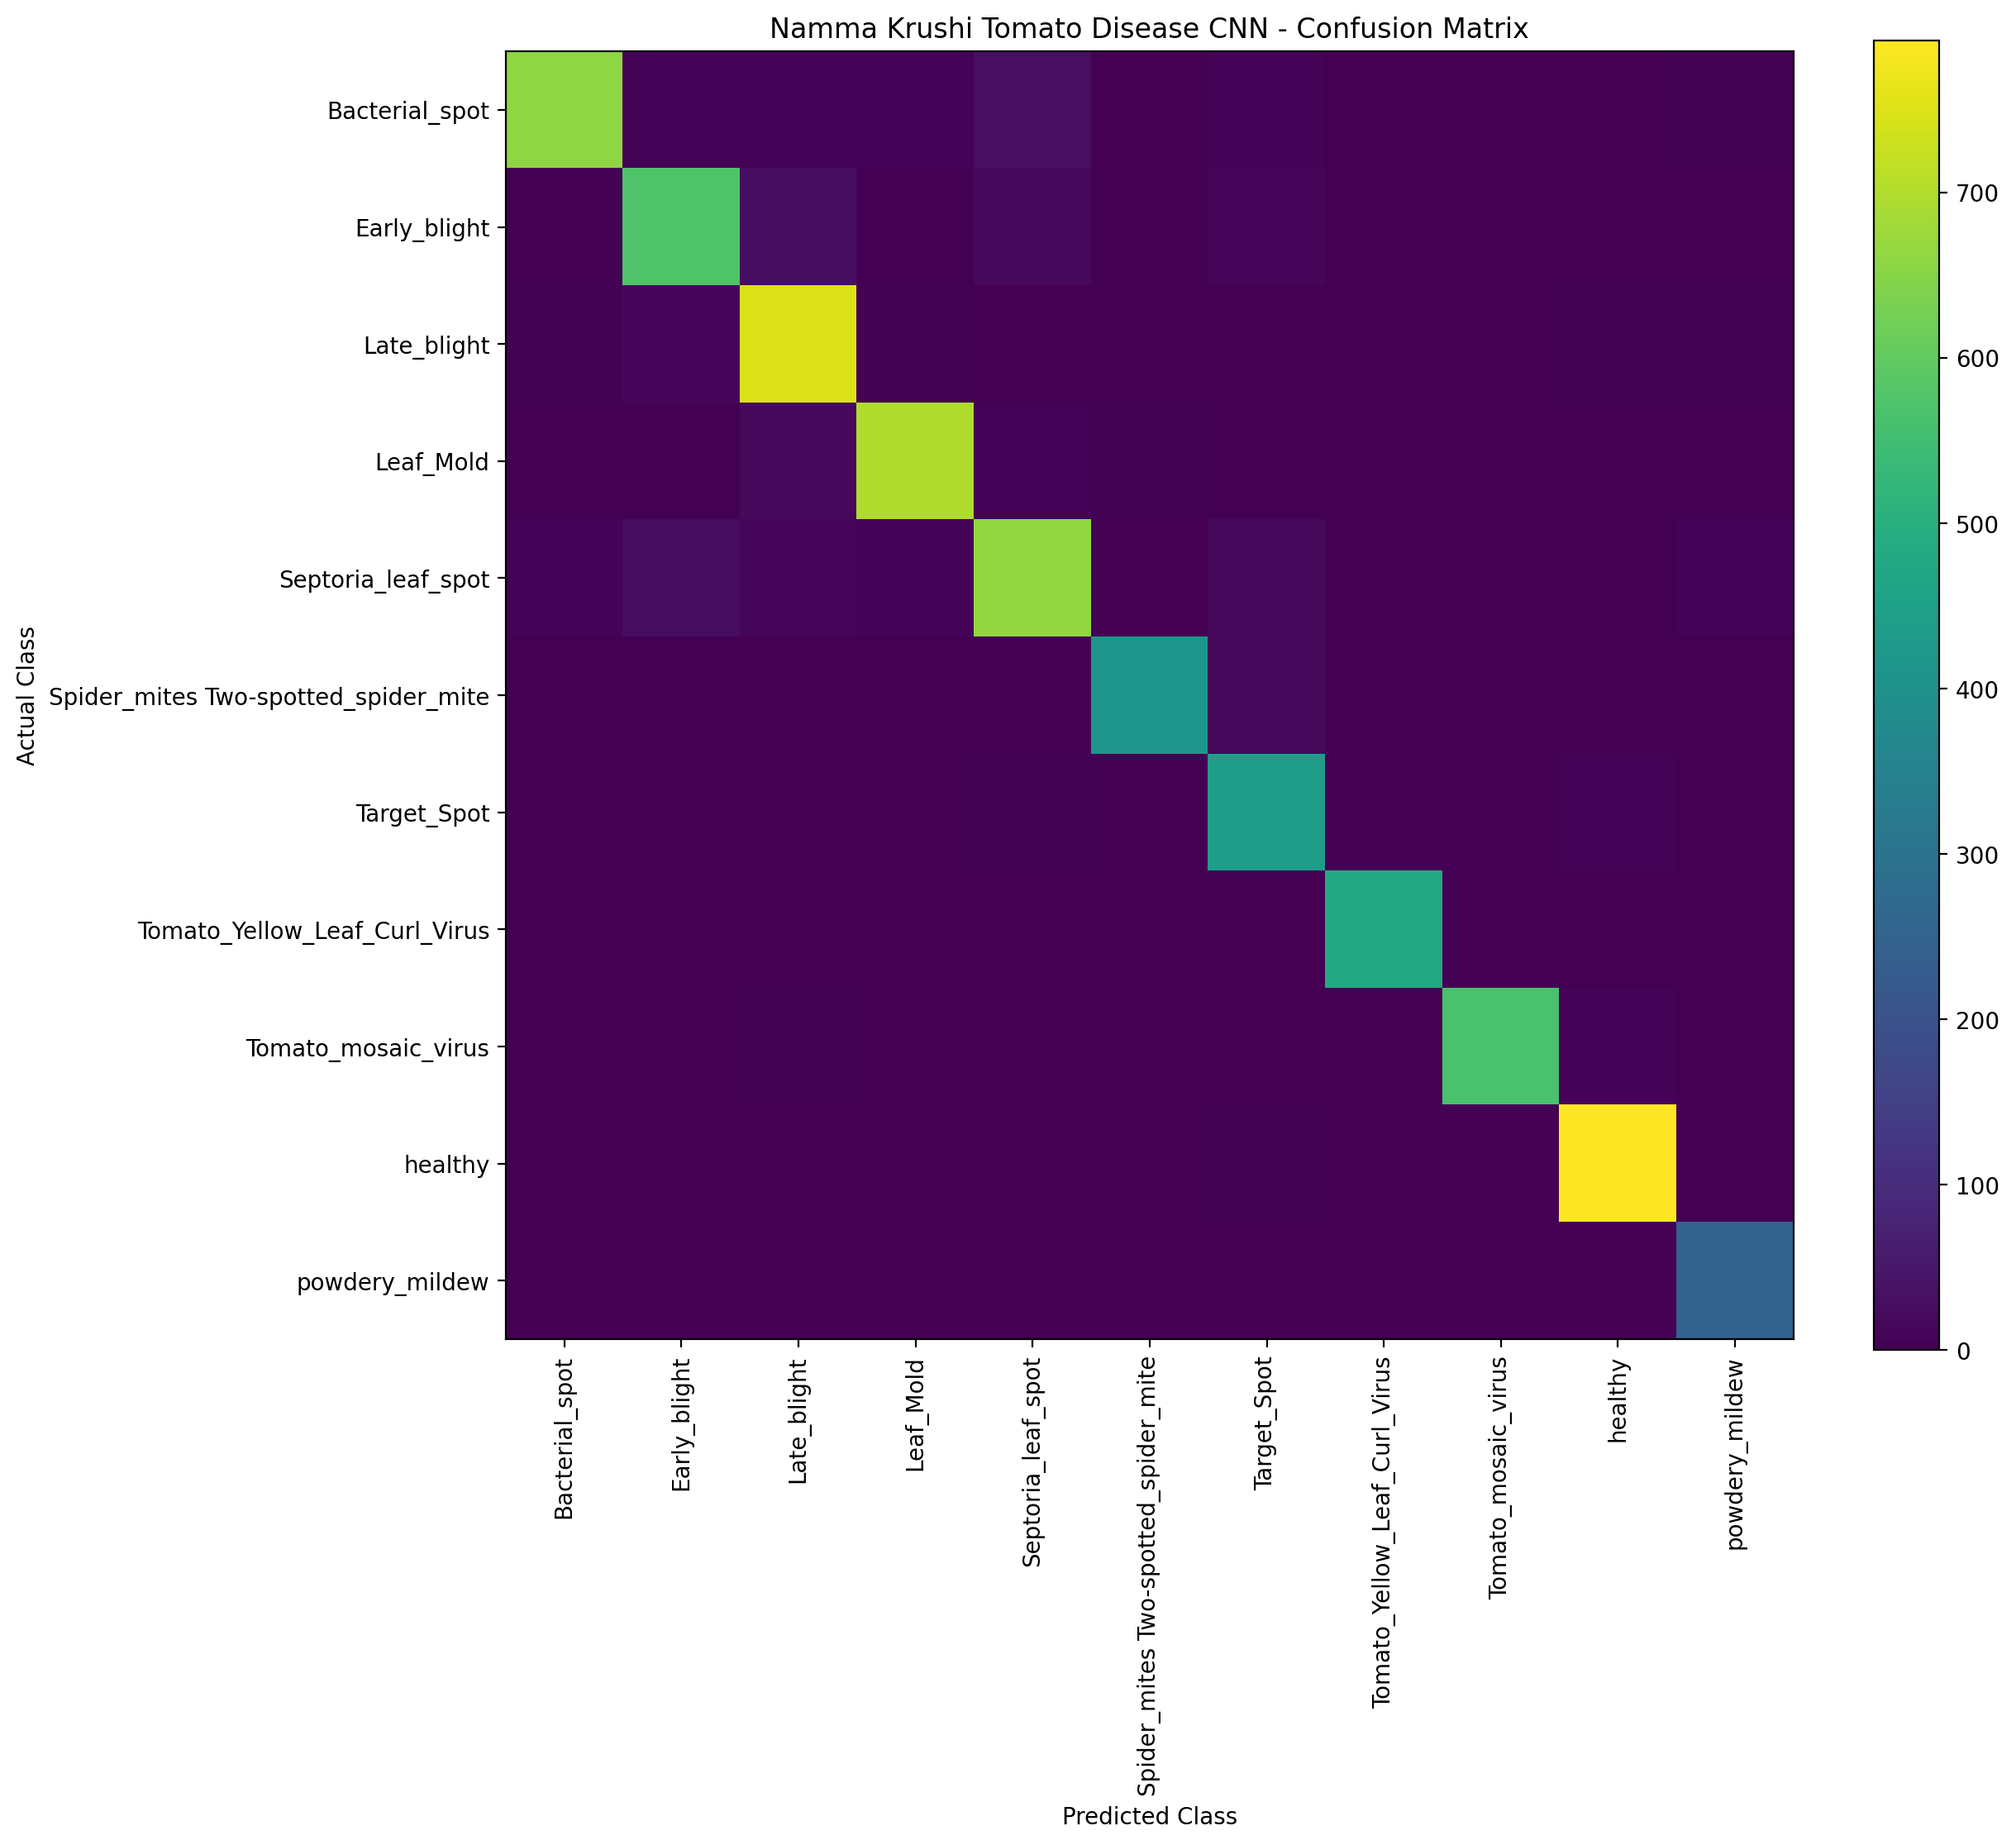 Namma Krushi Tomato Disease CNN - Confusion Matrix
Bacterial_spot
Early_blight
Late_blight
Leaf_Mold
Septoria_leaf_spot
Spider_mites Two-spotted_spider_mite
Target_Spot
Tomato_Yellow_Leaf_Curl_Virus
Tomato_mosaic_virus
healthy
powdery_mildew
Actual Class
Bacterial_spot
Early_blight
Late_blight
Leaf_Mold
Septoria_leaf_spot
Spider_mites Two-spotted_spider_mite
Target_Spot
Tomato_Yellow_Leaf_Curl_Virus
Tomato_mosaic_virus
healthy
powdery_mildew
Predicted Class
700
600
500
400
300
200
100
0